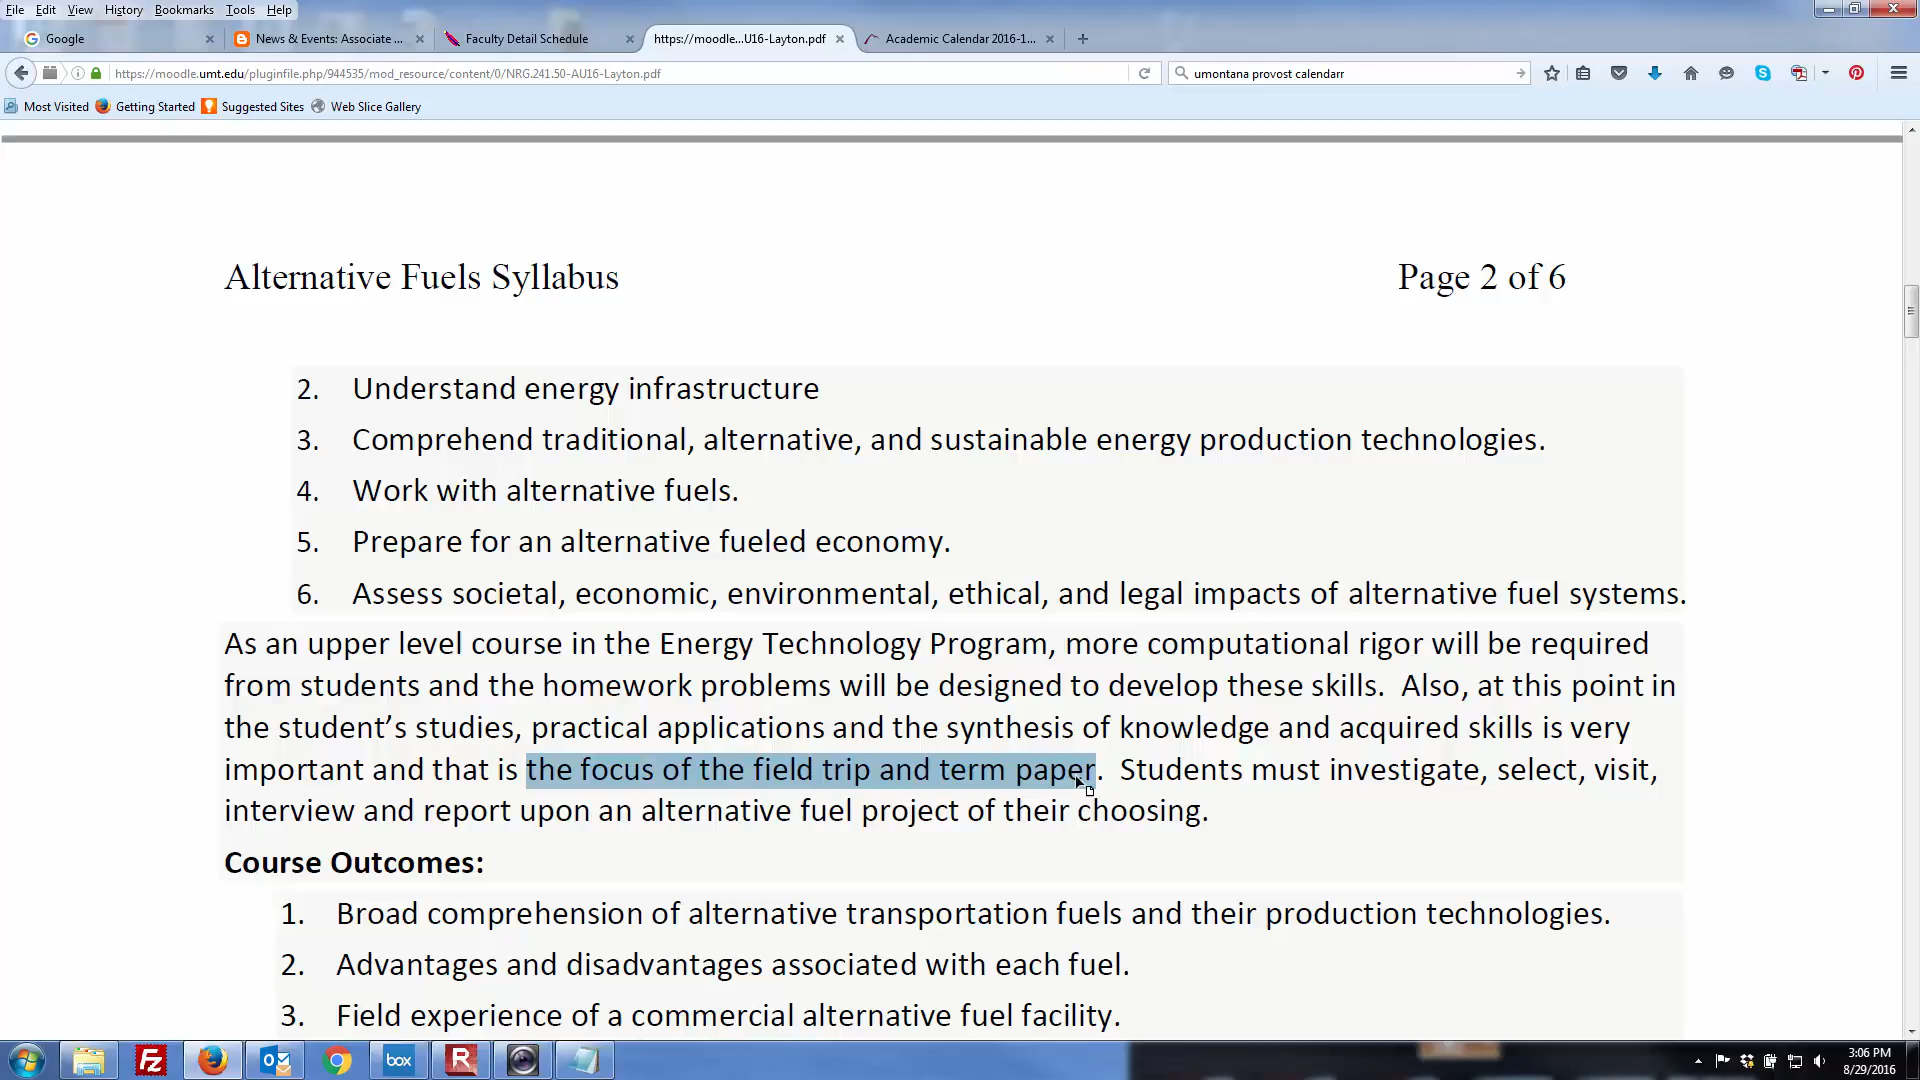 File Edit View History Bookmarks Tools Help
Google
News & Events: Associate ...
Faculty Detail Schedule
https://moodle...U16-Layton.pdf
Academic Calendar 2016-1...
https://moodle.umt.edu/pluginfile.php/944535/mod_resource/content/0/NRG.241.50-AU16-Layton.pdf
umontana provost calendarr
Most Visited Getting Started Suggested Sites Web Slice Gallery
Alternative Fuels Syllabus Page 2 of 6
2. Understand energy infrastructure
3. Comprehend traditional, alternative, and sustainable energy production technologies.
4. Work with alternative fuels.
5. Prepare for an alternative fueled economy.
6. Assess societal, economic, environmental, ethical, and legal impacts of alternative fuel systems.
As an upper level course in the Energy Technology Program, more computational rigor will be required
from students and the homework problems will be designed to develop these skills. Also, at this point in
the student’s studies, practical applications and the synthesis of knowledge and acquired skills is very
important and that is the focus of the field trip and term paper. Students must investigate, select, visit,
interview and report upon an alternative fuel project of their choosing.
Course Outcomes:
1. Broad comprehension of alternative transportation fuels and their production technologies.
2. Advantages and disadvantages associated with each fuel.
3. Field experience of a commercial alternative fuel facility.
Fz
box
R
3:06 PM
8/29/2016